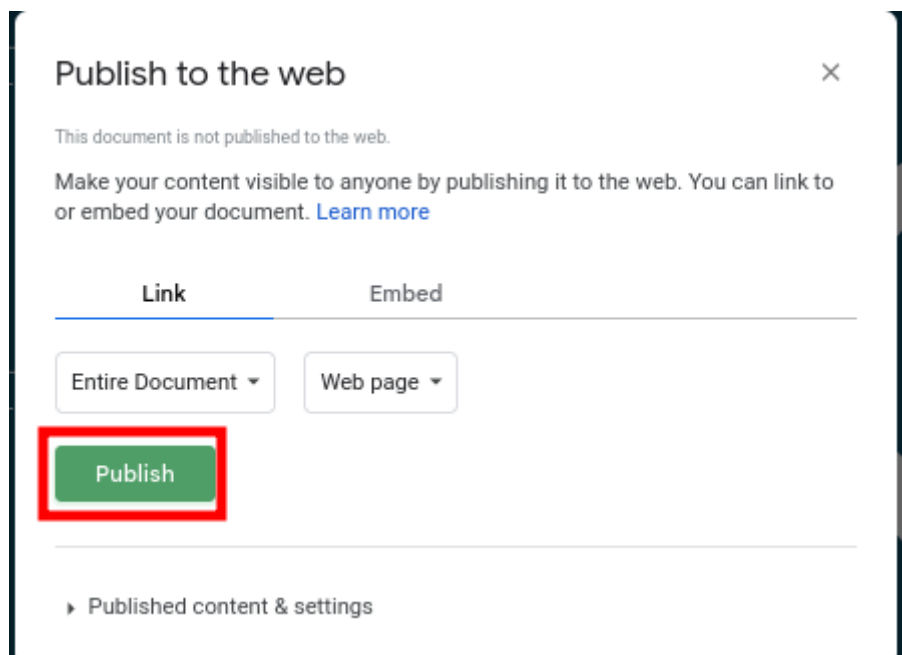 Publish to the web
This document is not published to the web.
Make your content visible to anyone by publishing it to the web. You can link to
or embed your document. Learn more
Link Embed
Entire Document Web page
Publish
Published content & settings